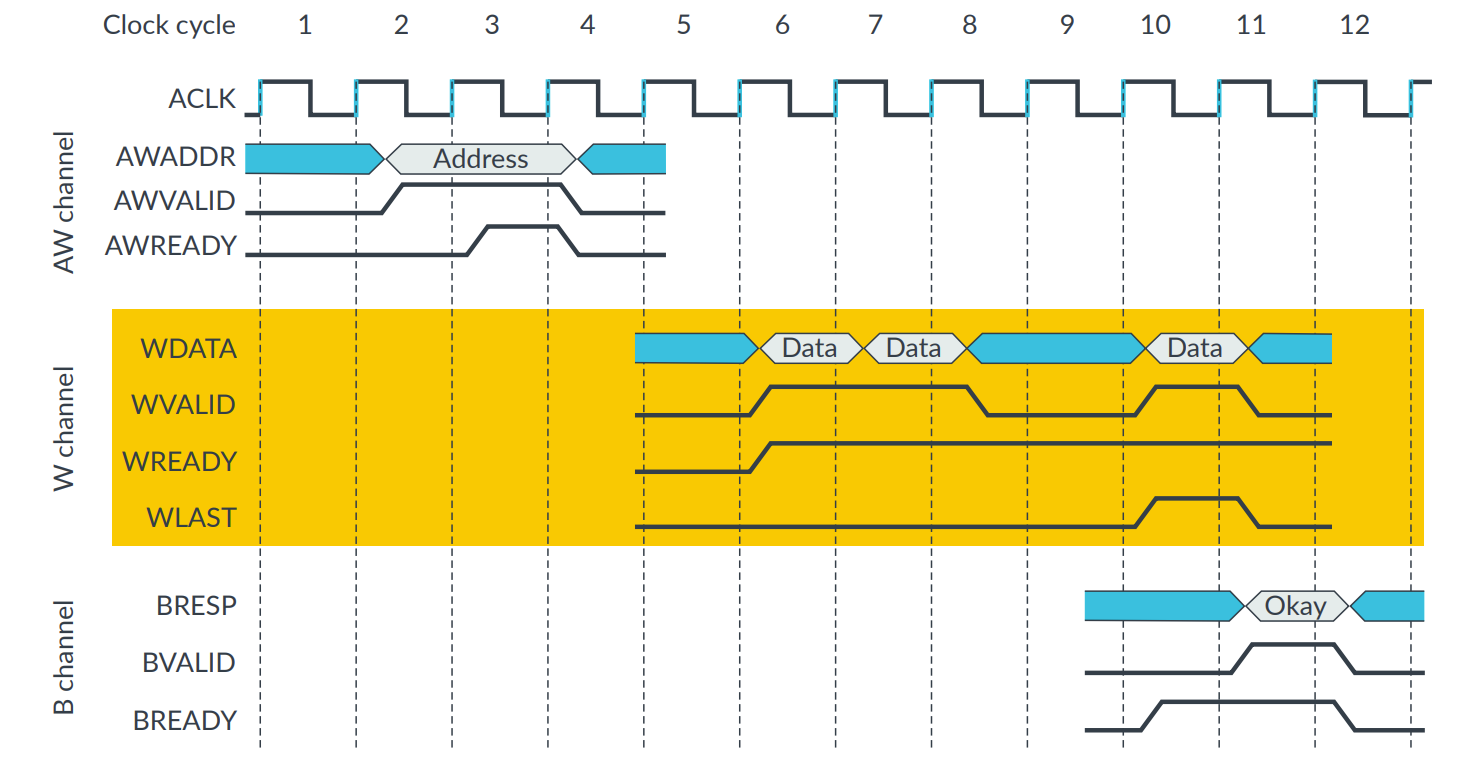 Clock cycle 1 2 3 4 5 6 7 8 9 10 11 12
ACLK
AW channel
AWADDR Address
AWVALID
AWREADY
W channel
WDATA Data Data Data
WVALID
WREADY
WLAST
B channel
BRESP Okay
BVALID
BREADY